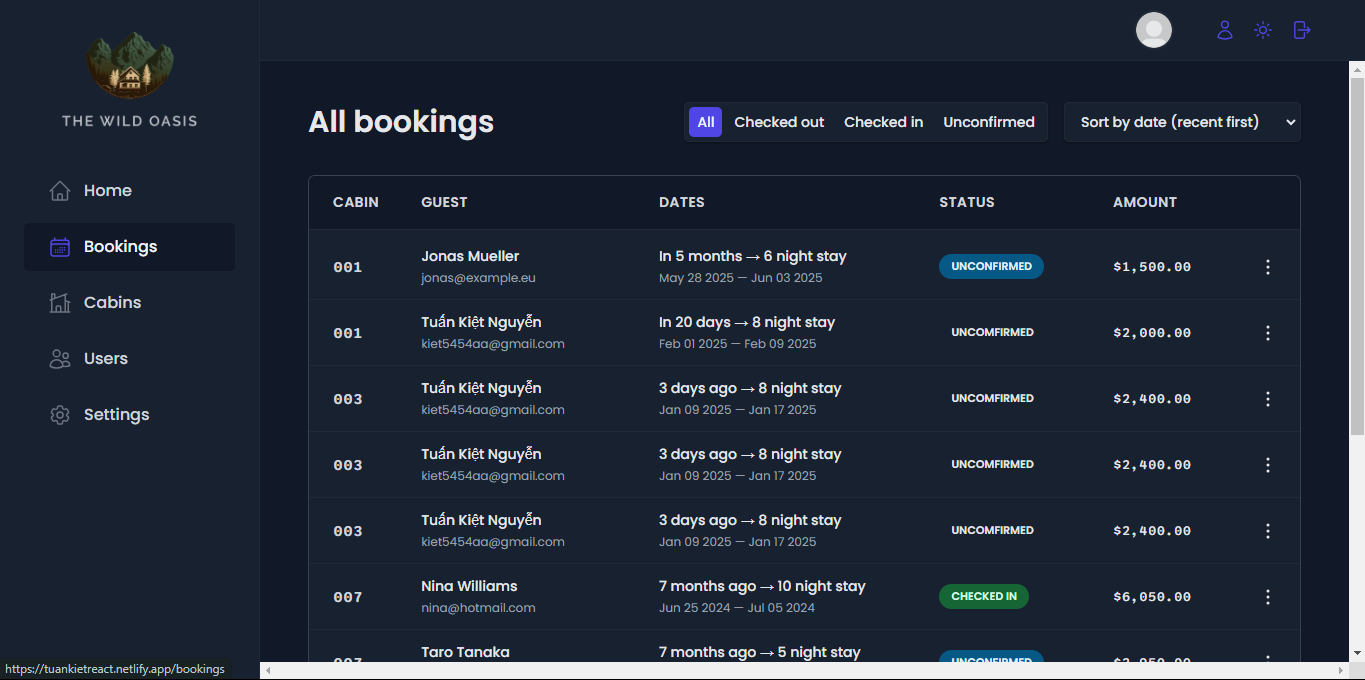 THE WILD OASIS
Home
Bookings
Cabins
Users
Settings
All bookings
All Checked out Checked in Unconfirmed Sort by date (recent first)
CABIN GUEST DATES STATUS AMOUNT
001 Jonas Mueller In 5 months → 6 night stay UNCONFIRMED $1,500.00
jonas@example.eu May 28 2025 — Jun 03 2025
001 Tuấn Kiệt Nguyễn In 20 days → 8 night stay UNCOMFIRMED $2,000.00
kiet5454aa@gmail.com Feb 01 2025 — Feb 09 2025
003 Tuấn Kiệt Nguyễn 3 days ago → 8 night stay UNCOMFIRMED $2,400.00
kiet5454aa@gmail.com Jan 09 2025 — Jan 17 2025
003 Tuấn Kiệt Nguyễn 3 days ago → 8 night stay UNCOMFIRMED $2,400.00
kiet5454aa@gmail.com Jan 09 2025 — Jan 17 2025
003 Tuấn Kiệt Nguyễn 3 days ago → 8 night stay UNCOMFIRMED $2,400.00
kiet5454aa@gmail.com Jan 09 2025 — Jan 17 2025
007 Nina Williams 7 months ago → 10 night stay CHECKED IN $6,050.00
nina@hotmail.com Jun 25 2024 — Jul 05 2024
007 Taro Tanaka 7 months ago → 5 night stay UNCONFIRMED
https://tuankietreact.netlify.app/bookings